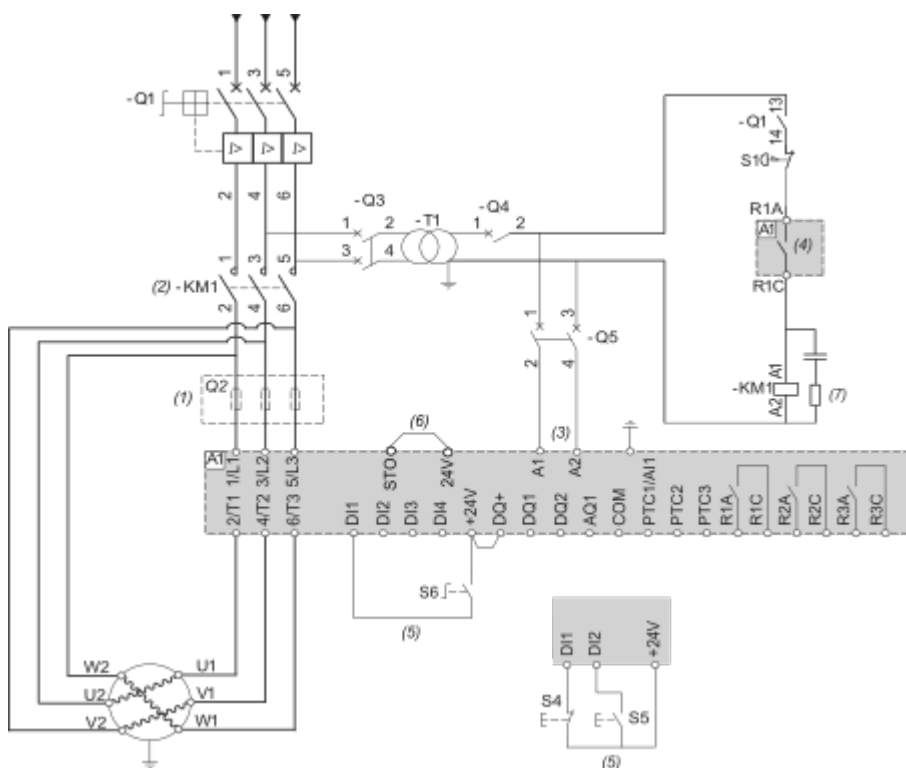 1 3 5
-Q1
I> I> I>
2 4 6
-Q3
1 2
3 4
-T1
-Q4
1 2
13
-Q1
14
S1
R1A
A1 (4)
R1C
1 3 5
(2) -KM1
2 4 6
1 3
-Q5
2 4
A1
-KM1
A2
(7)
(1) Q2
(6)
(3)
A1
1/L1 3/L2 5/L3
STO 24V A1 A2
2/T1 4/T2 6/T3
DI1 DI2 DI3 DI4 +24V DQ+ DQ1 DQ2 AQ1 COM PTC1/AI1 PTC2 PTC3 R1A R1C R2A R2C R3A R3C
S6
(5)
W2 U1
U2 V1
V2 W1
DI1 DI2 +24V
S4 S5
(5)